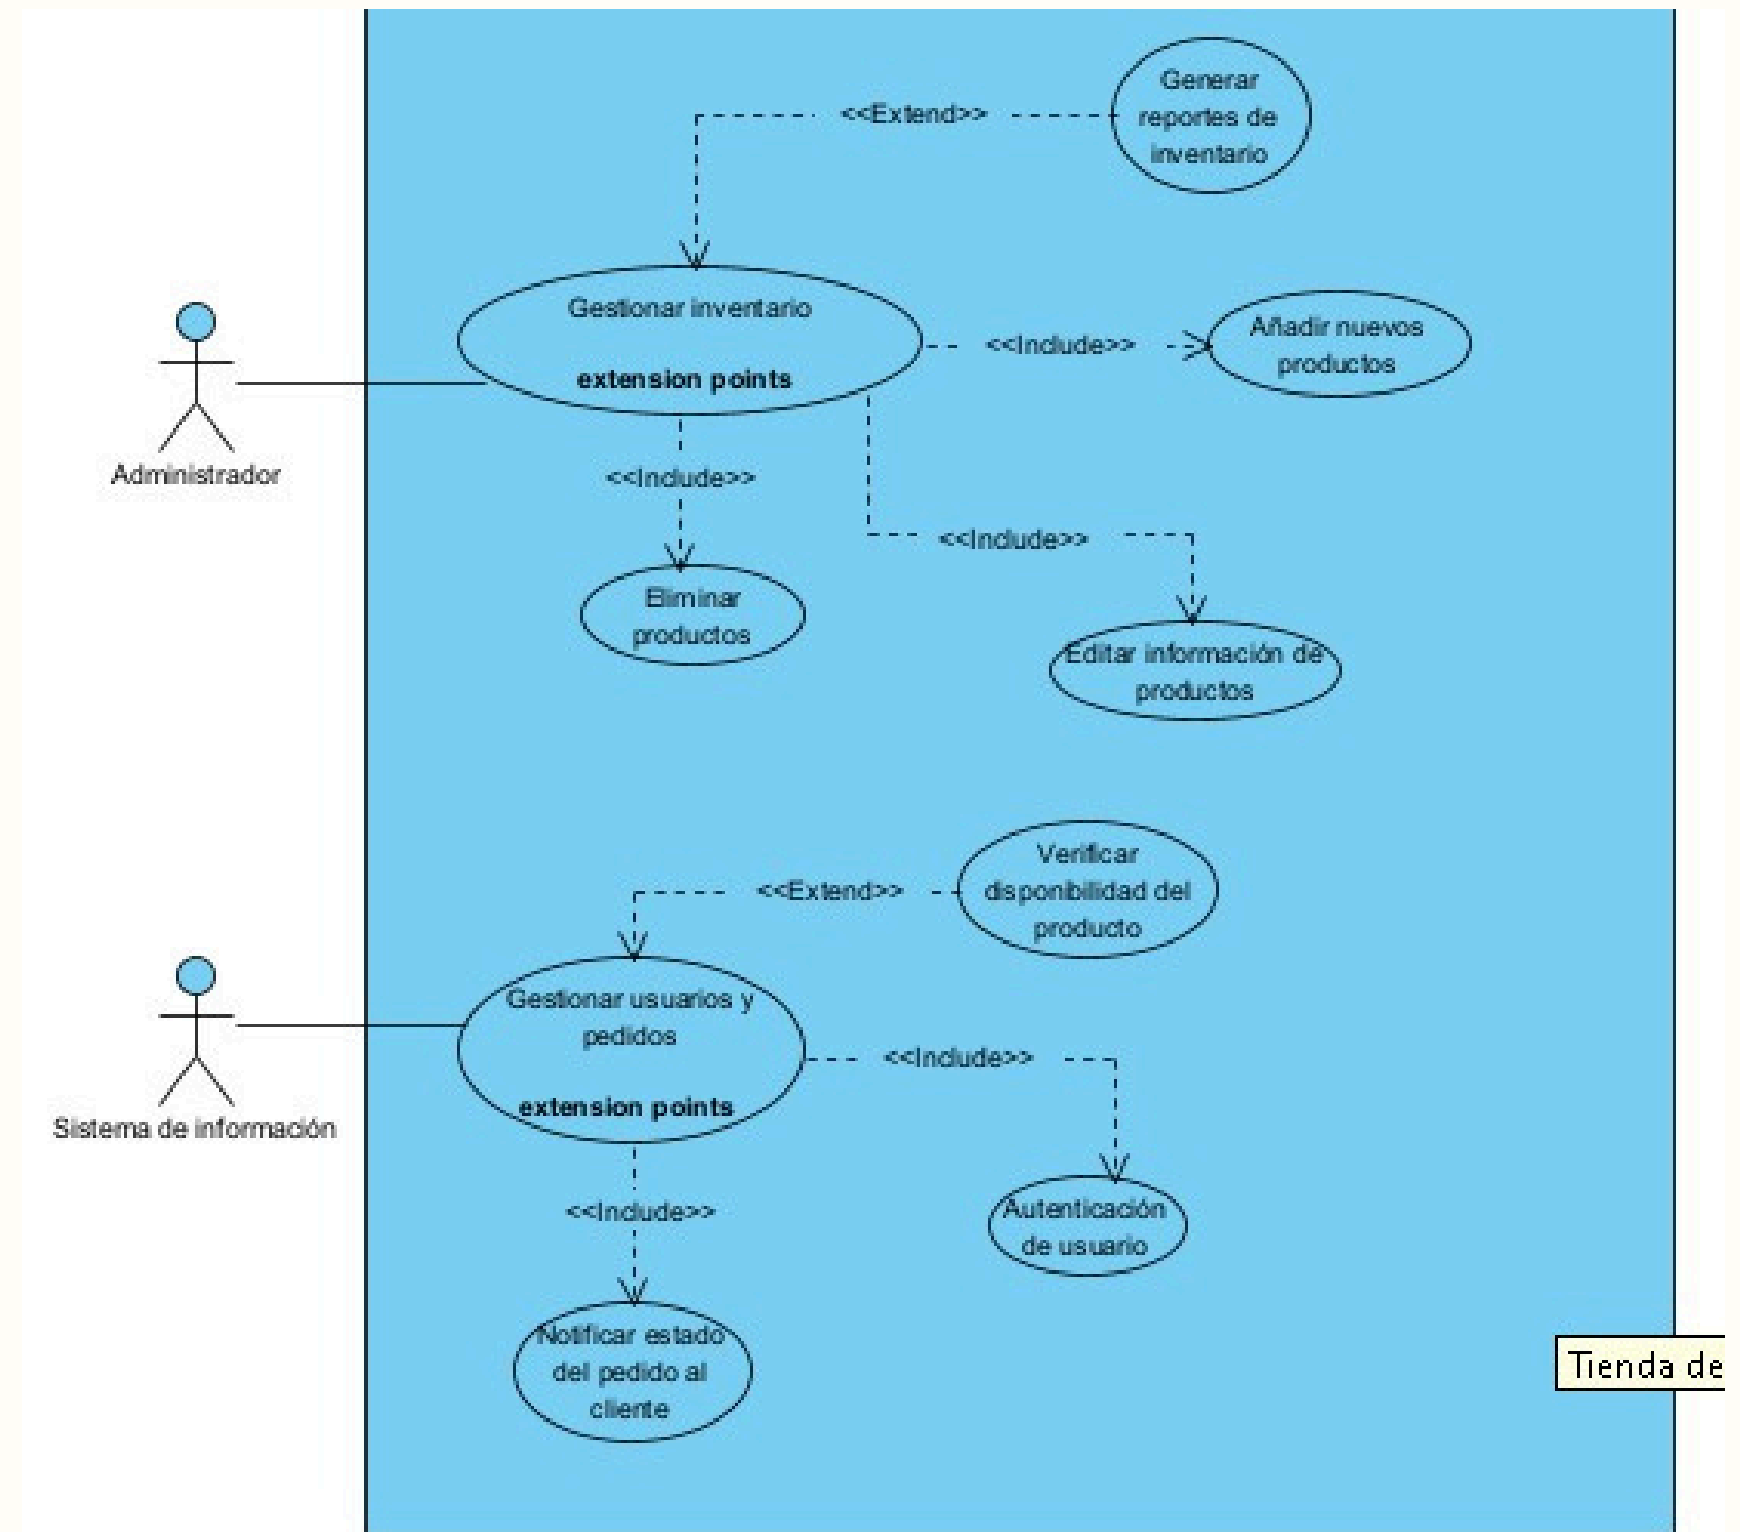 Generar
reportes de
inventario
<<Extend>>
Gestionar inventario
extension points
<<Include>>
Añadir nuevos
productos
Administrador
<<Include>>
<<Include>>
Eliminar
productos
Editar información de
productos
Verificar
disponibilidad del
producto
<<Extend>>
Gestionar usuarios y
pedidos
extension points
<<Include>>
Sistema de información
<<Include>>
Autenticación
de usuario
Notificar estado
del pedido al
cliente
Tienda de